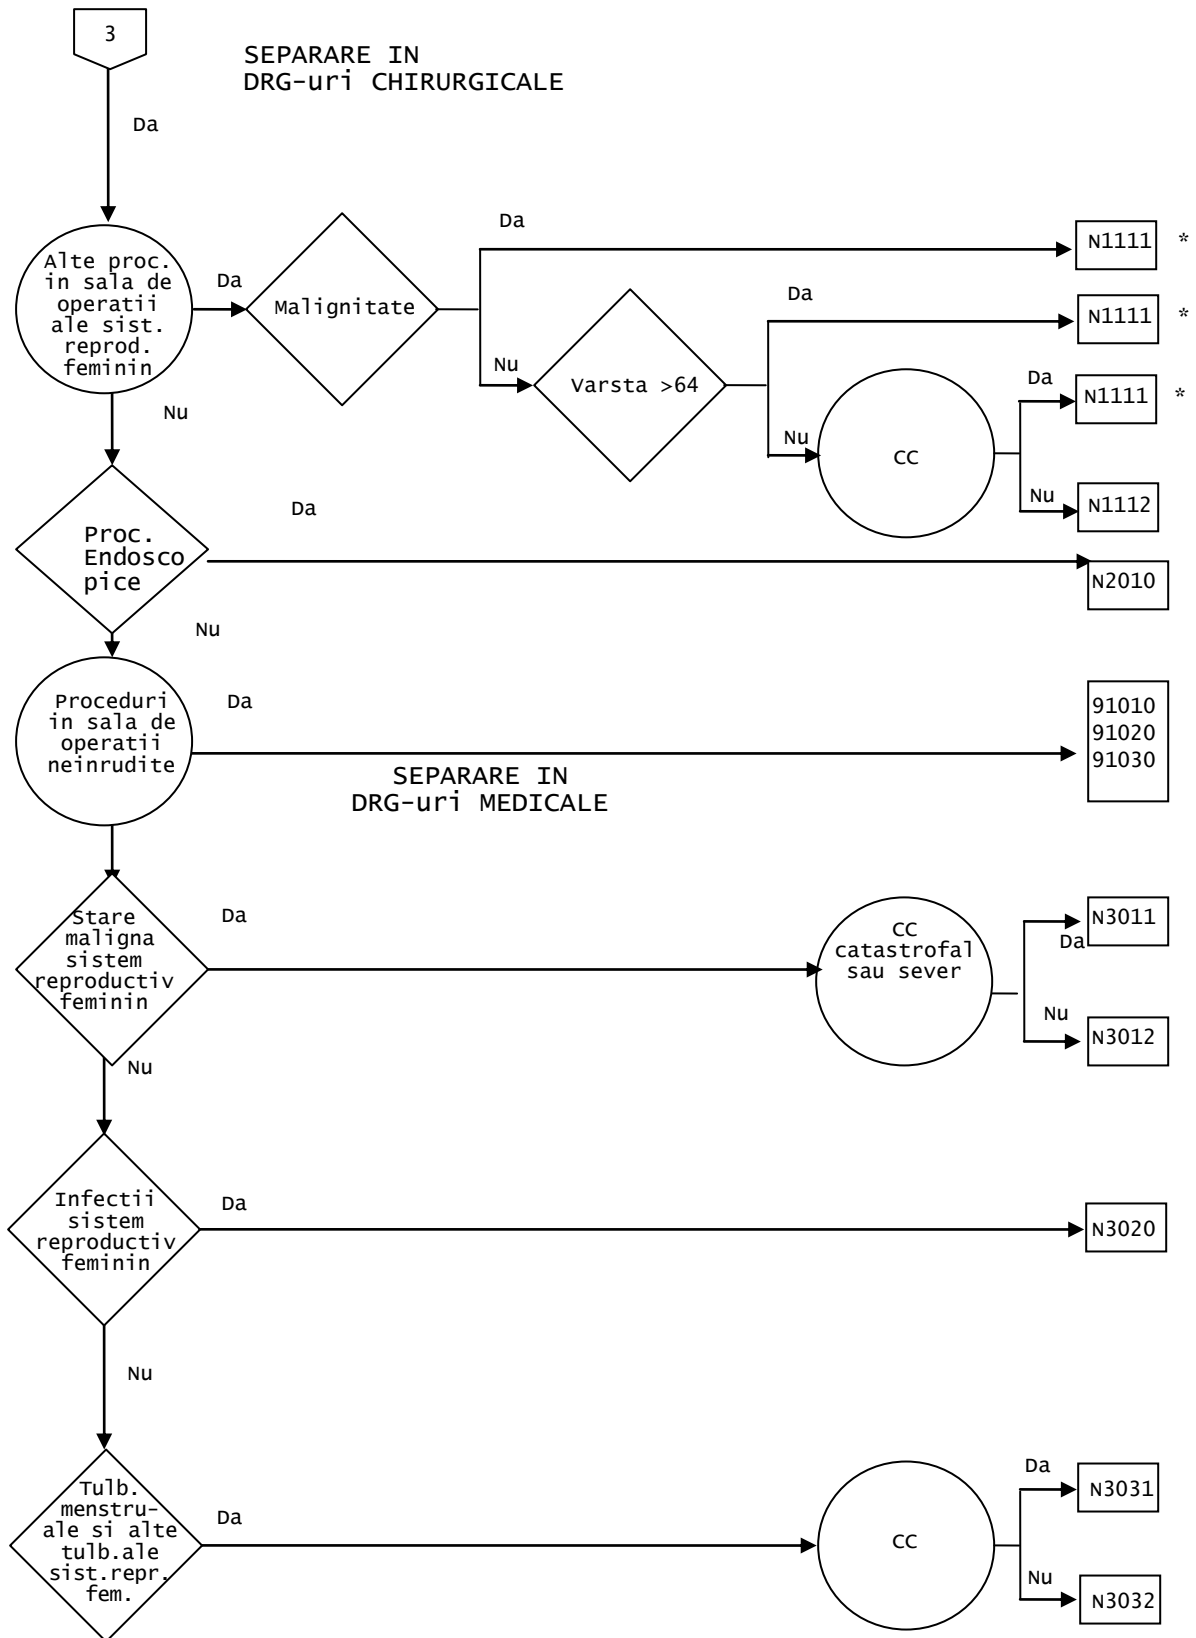 3
SEPARARE IN
DRG-uri CHIRURGICALE
Da
Alte proc.
in sala de
operatii
ale sist.
reprod.
feminin
Da
Malignitate
Da
N1111 *
Nu
Varsta >64
Da
N1111 *
Nu
CC
Da
N1111 *
Nu
N1112
Nu
Proc.
Endosco
pice
Da
N2010
Nu
Proceduri
in sala de
operatii
neinrudite
Da
91010
91020
91030
SEPARARE IN
DRG-uri MEDICALE
Stare
maligna
sistem
reproductiv
feminin
Da
CC
catastrofal
sau sever
Da
N3011
Nu
N3012
Nu
Infectii
sistem
reproductiv
feminin
Da
N3020
Nu
Tulb.
menstru-
ale si alte
tulb.ale
sist.repr.
fem.
Da
CC
Da
N3031
Nu
N3032